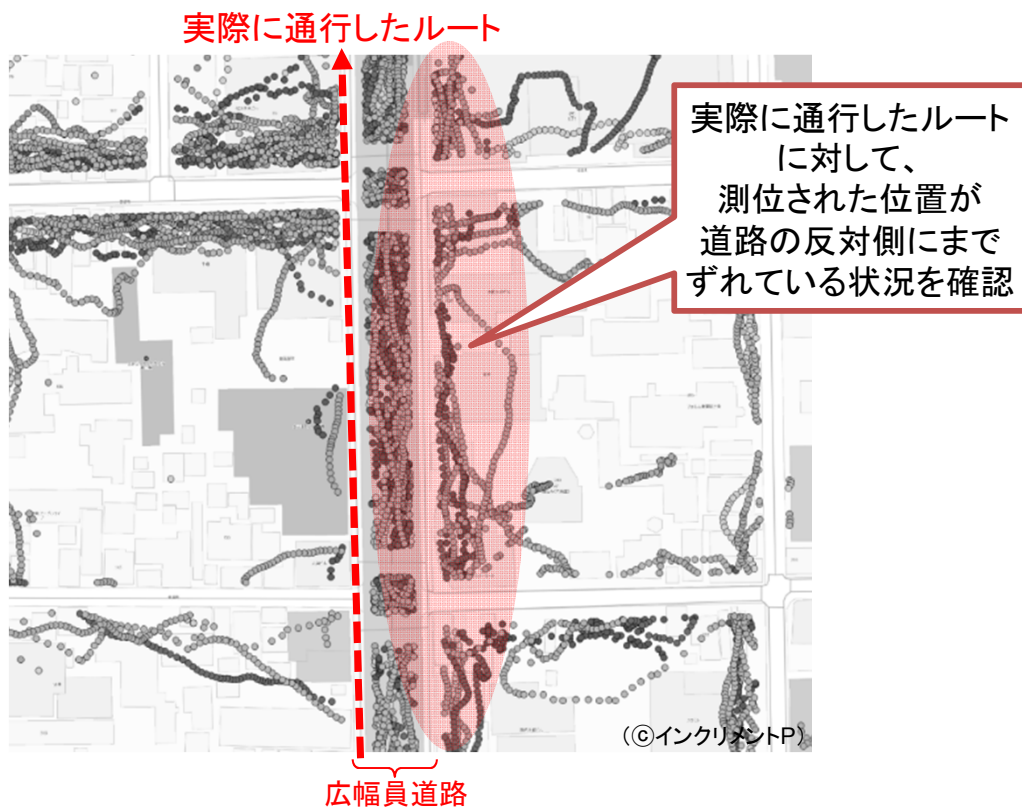 実際に通行したルート
実際に通行したルート
に対して、
測位された位置が
道路の反対側にまで
ずれている状況を確認
(©インクリメントP)
広幅員道路